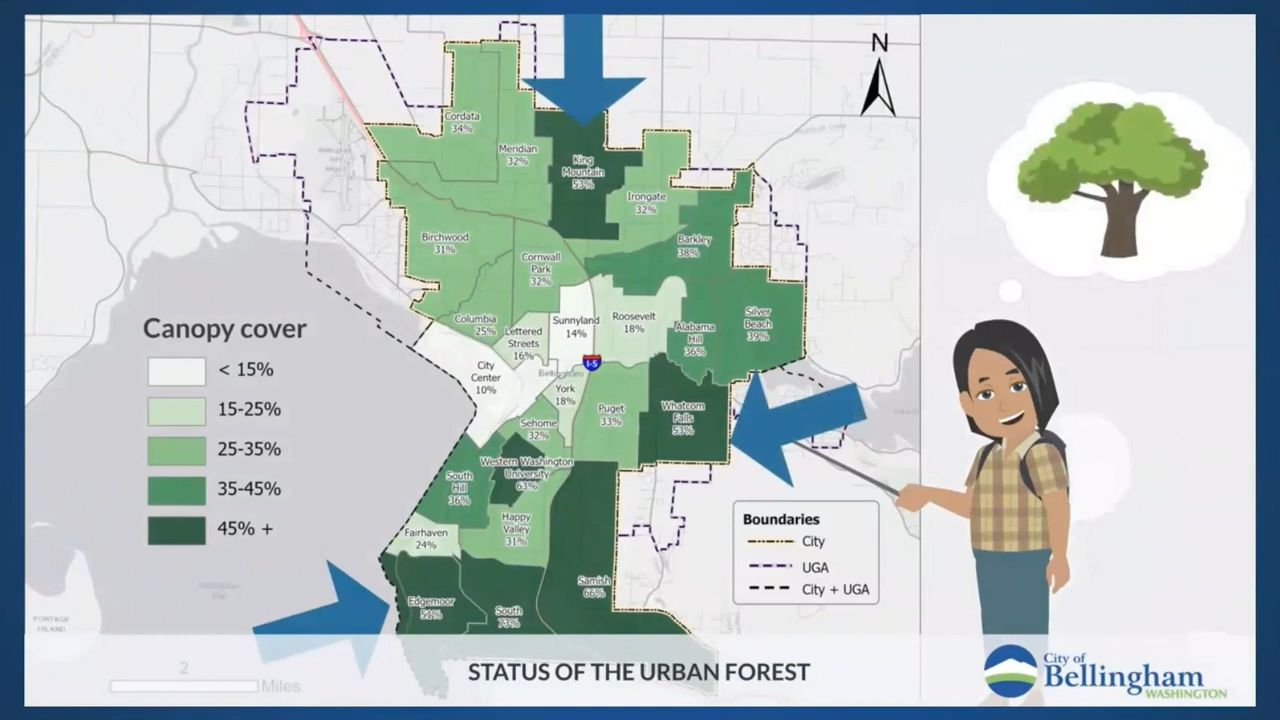 N
Cordata
34%
Meridian
32%
King
Mountain
53%
Irongate
32%
Birchwood
31%
Barkley
38%
Cornwall
Park
32%
Columbia
25%
Lettered
Streets
16%
Sunnyland
14%
Roosevelt
18%
Alabama
Hill
36%
Silver
Beach
39%
I-5
City
Center
10%
Bellingham
York
18%
Puget
33%
Whatcom
Falls
53%
Sehome
32%
Western Washington
University
63%
South
Hill
36%
Happy
Valley
31%
Fairhaven
24%
Edgemoor
51%
South
73%
Samish
66%
Canopy cover
< 15%
15-25%
25-35%
35-45%
45% +
Boundaries
City
UGA
City + UGA
PORTAGE
ISLAND
2
Miles
STATUS OF THE URBAN FOREST
City of
Bellingham
WASHINGTON